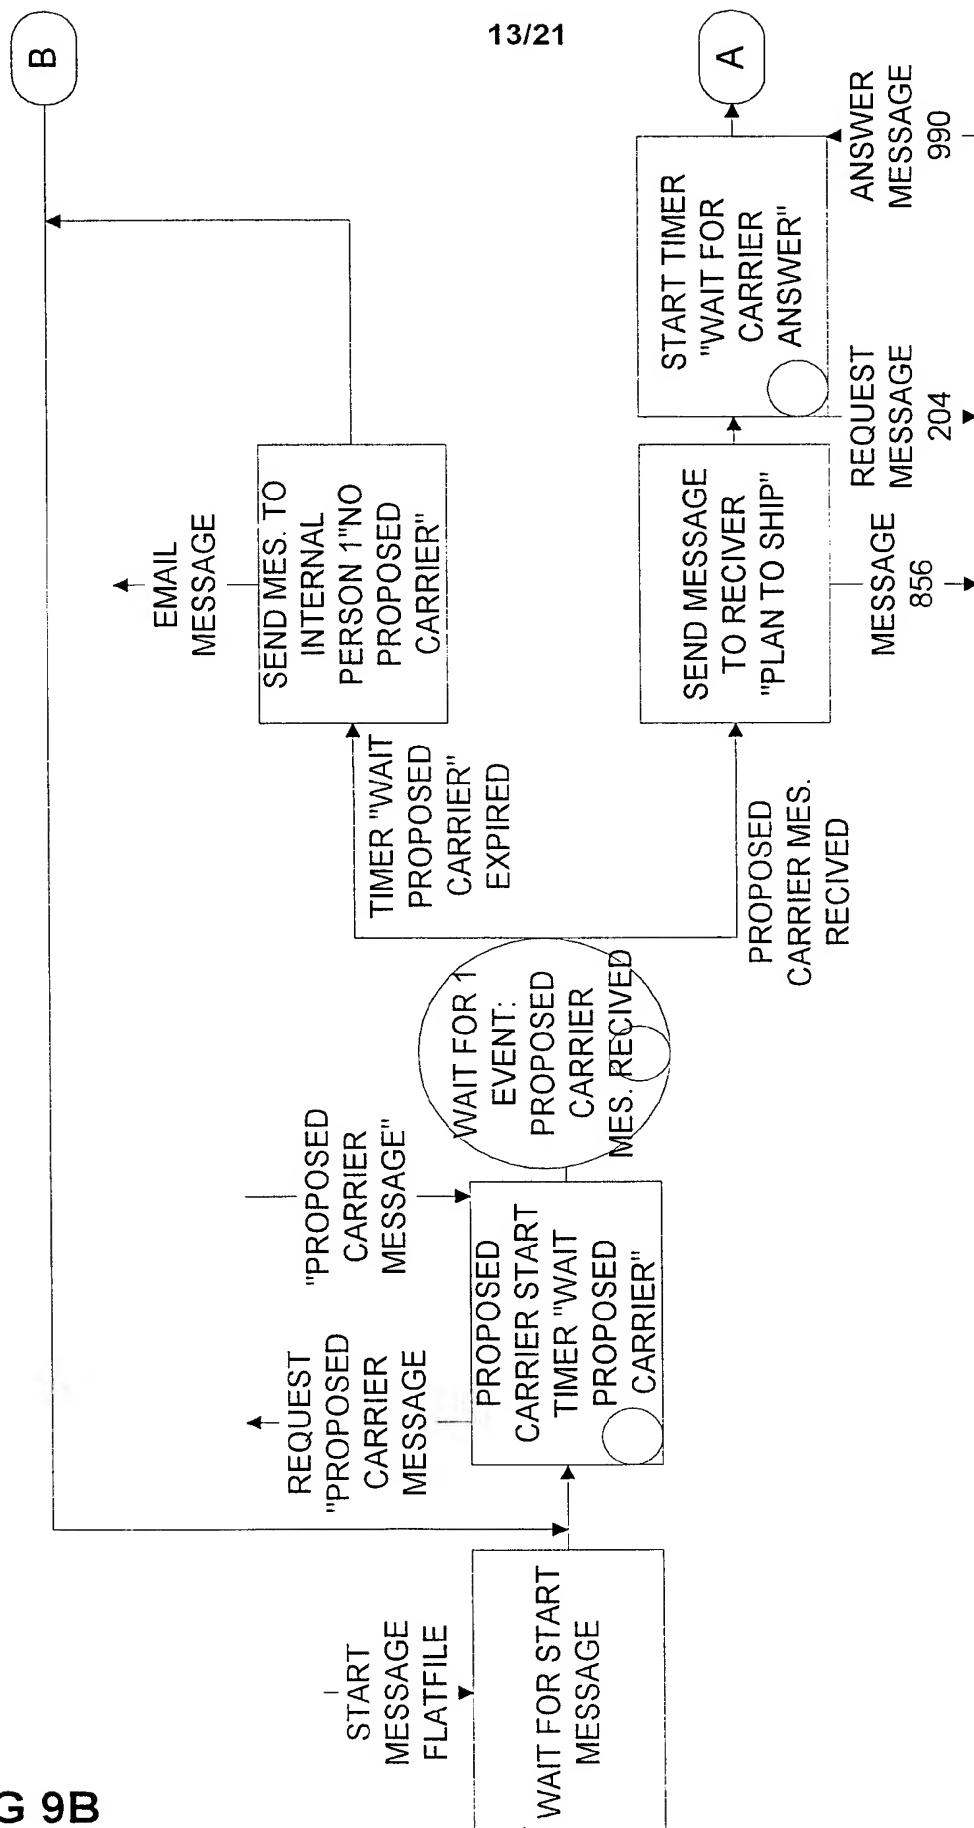 13/21
B
A
EMAIL
MESSAGE
SEND MES. TO
INTERNAL
PERSON 1"NO
PROPOSED
CARRIER"
START TIMER
"WAIT FOR
CARRIER
ANSWER"
ANSWER
MESSAGE
990
REQUEST
MESSAGE
204
SEND MESSAGE
TO RECIVER
"PLAN TO SHIP"
MESSAGE
856
TIMER "WAIT
PROPOSED
CARRIER"
EXPIRED
PROPOSED
CARRIER MES.
RECIVED
WAIT FOR 1
EVENT:
PROPOSED
CARRIER
MES. RECIVED
"PROPOSED
CARRIER
MESSAGE"
PROPOSED
CARRIER START
TIMER "WAIT
PROPOSED
CARRIER"
REQUEST
"PROPOSED
CARRIER
MESSAGE
START
MESSAGE
FLATFILE
WAIT FOR START
MESSAGE
G 9B